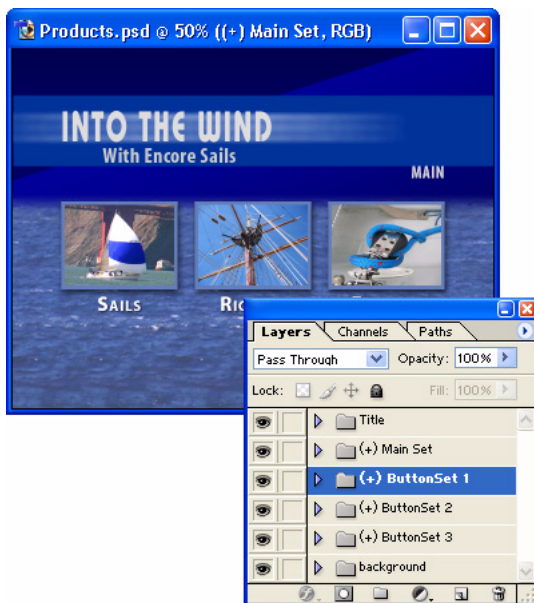 Products.psd @ 50% ((+) Main Set, RGB)
INTO THE WIND
With Encore Sails
MAIN
SAILS
RIG
Layers Channels Paths
Pass Through Opacity: 100%
Lock: Fill: 100%
Title
(+) Main Set
(+) ButtonSet 1
(+) ButtonSet 2
(+) ButtonSet 3
background